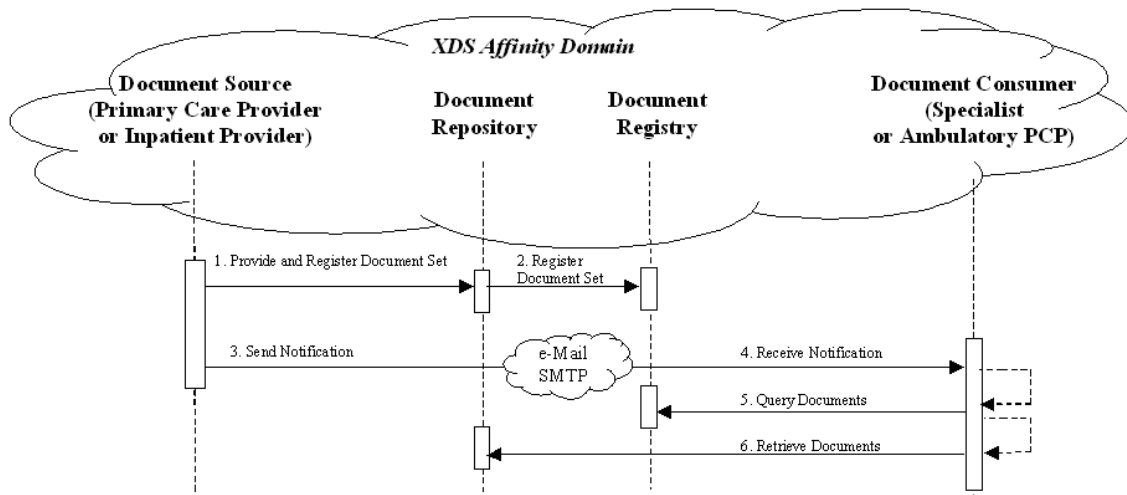 XDS Affinity Domain
Document Source
(Primary Care Provider
or Inpatient Provider)
Document
Repository
Document
Registry
Document Consumer
(Specialist
or Ambulatory PCP)
1. Provide and Register Document Set
2. Register
Document Set
3. Send Notification
e-Mail
SMTP
4. Receive Notification
5. Query Documents
6. Retrieve Documents